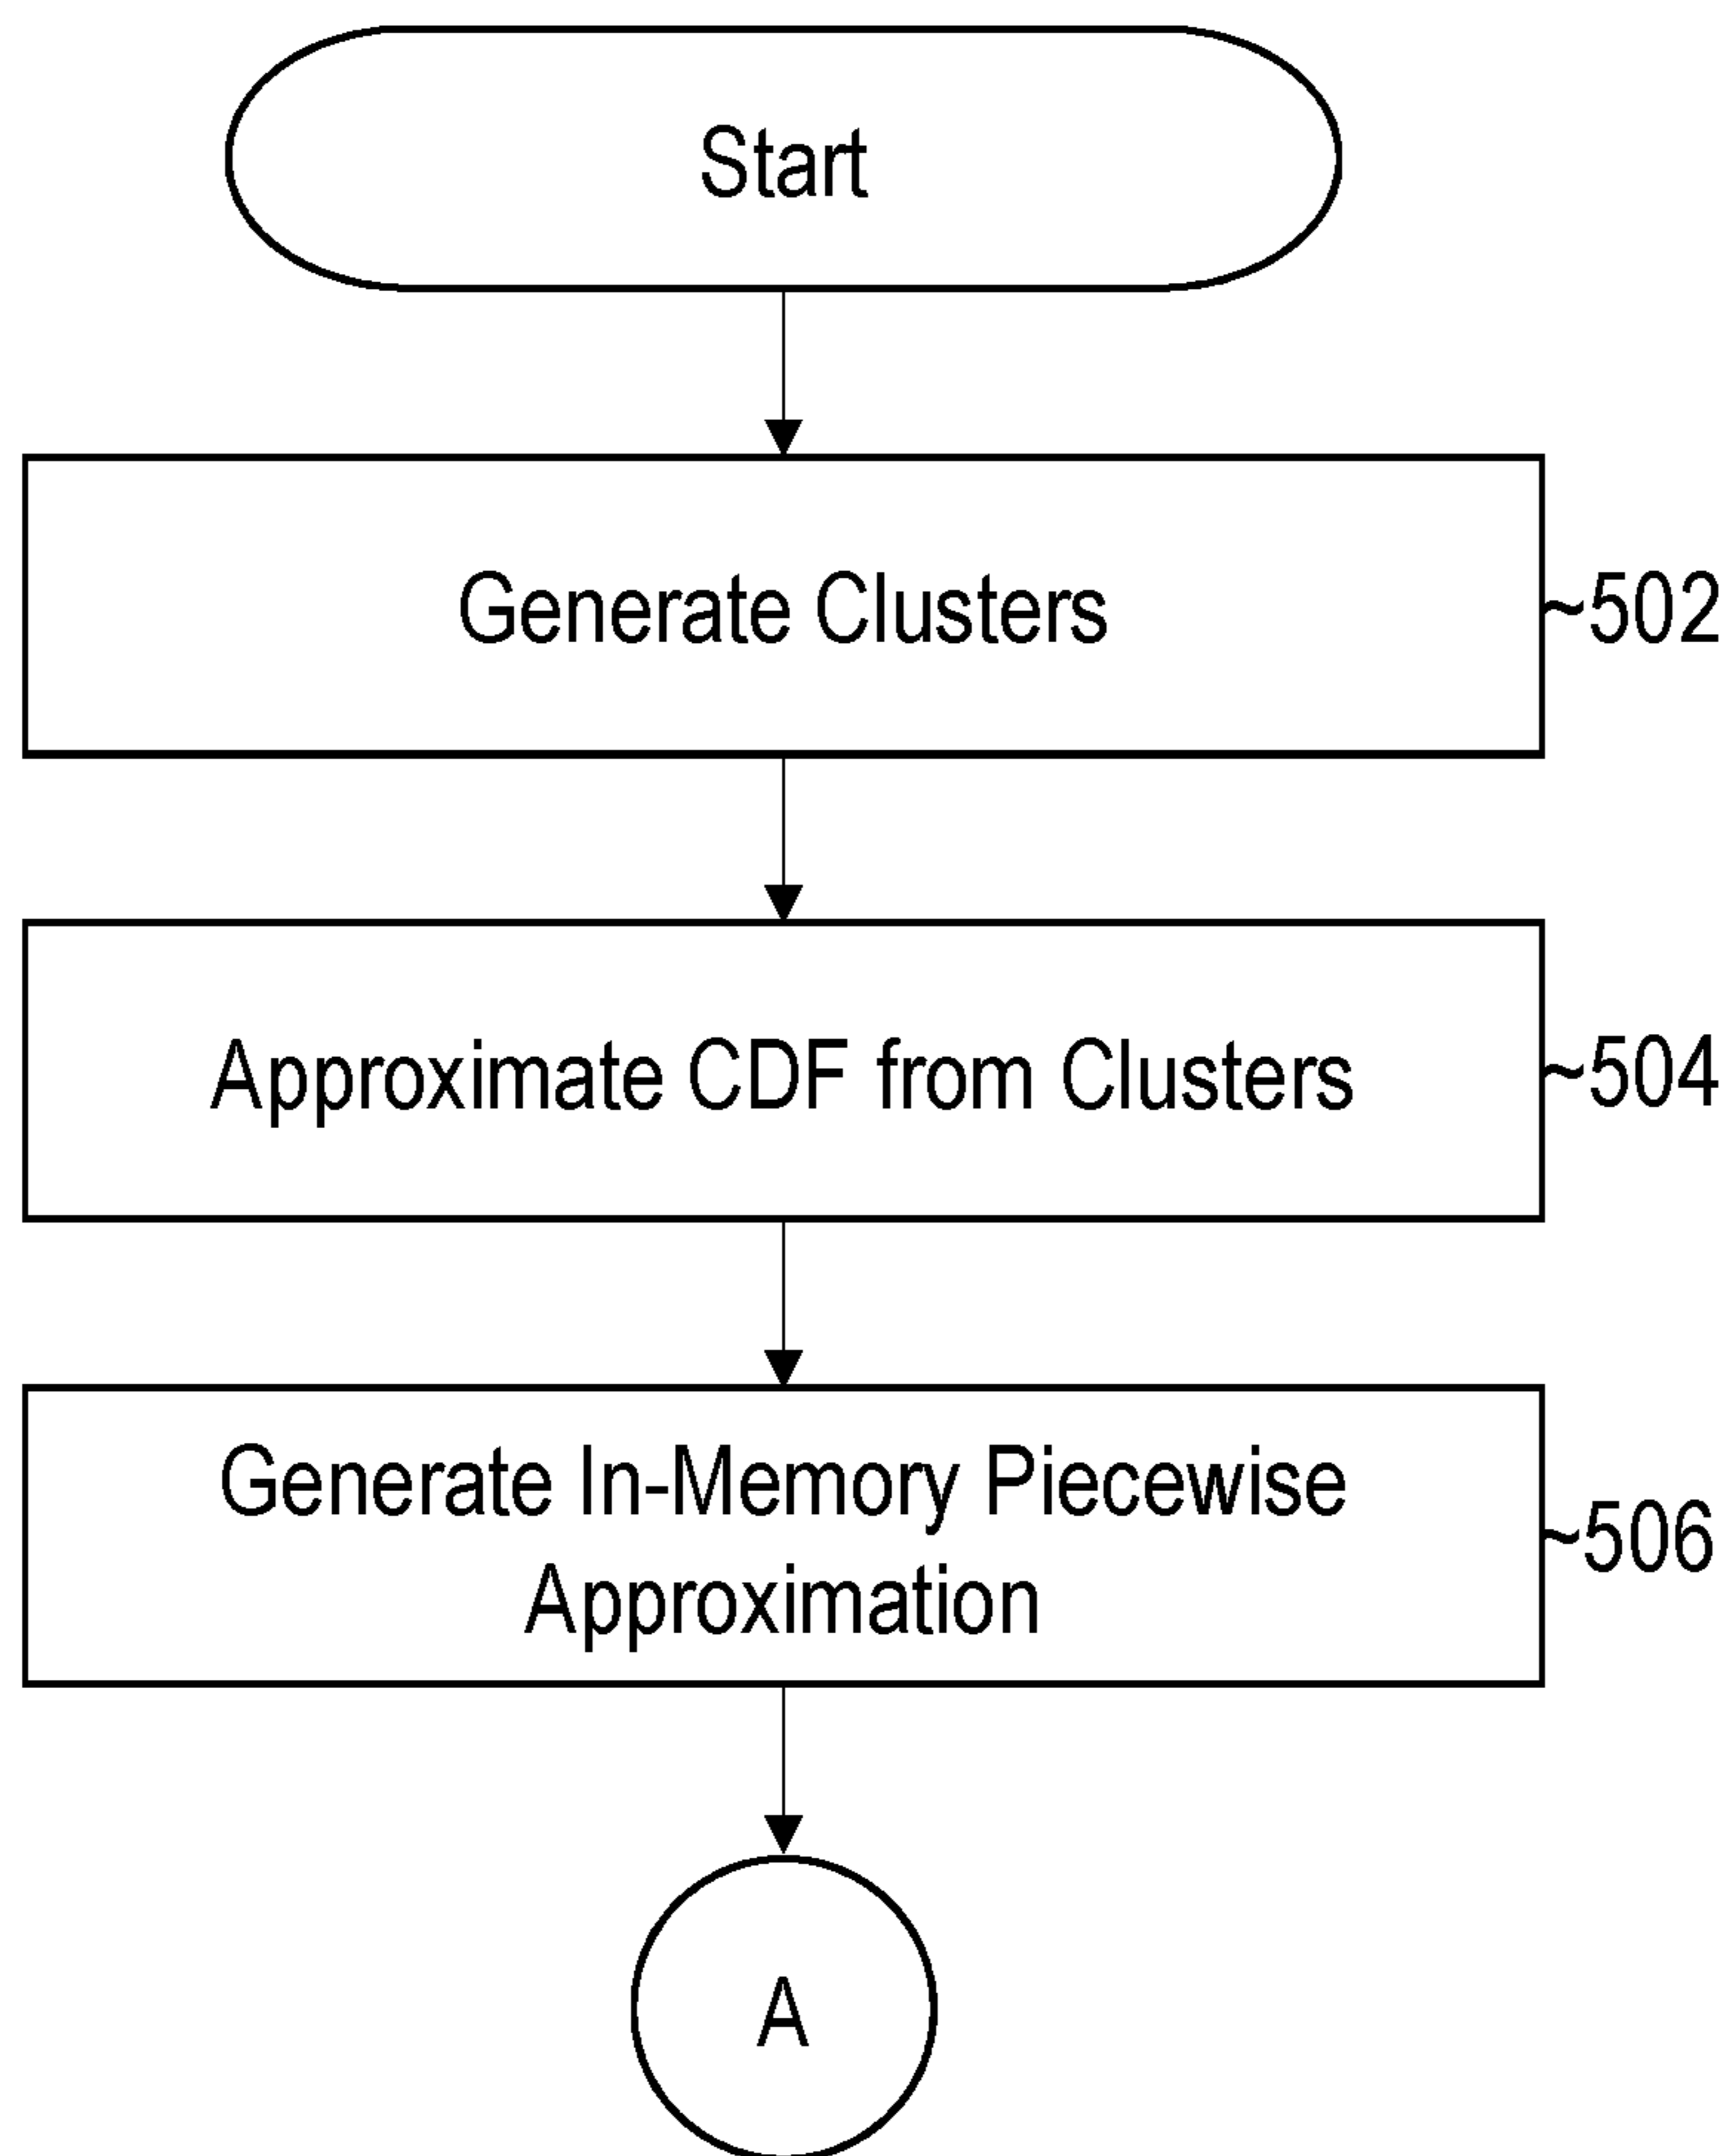 Start
Generate Clusters
~502
Approximate CDF from Clusters
~504
Generate In-Memory Piecewise
Approximation
~506
A